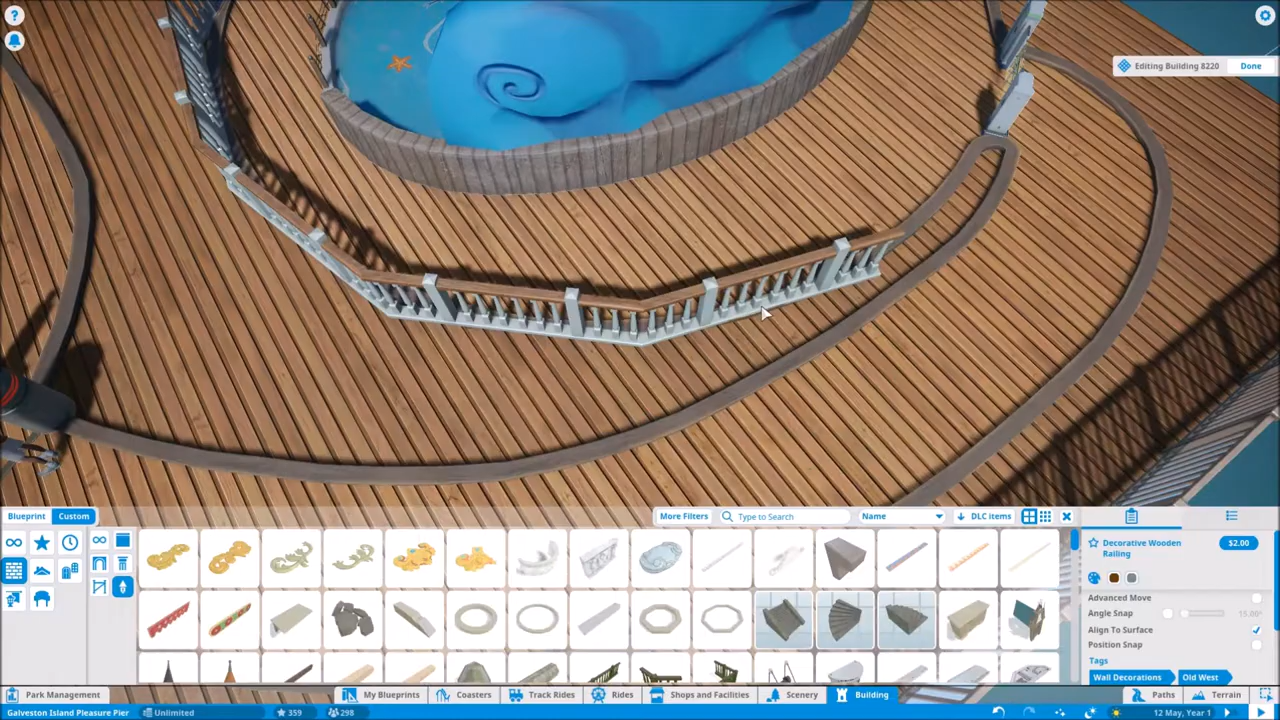 ?
Editing Building 8220 Done
Blueprint Custom More Filters Type to Search Name DLC items
Decorative Wooden Railing $2.00
Advanced Move
Angle Snap 15.00°
Align To Surface
Position Snap
Tags
Wall Decorations Old West
Park Management My Blueprints Coasters Track Rides Rides Shops and Facilities Scenery Building Paths Terrain
Galveston Island Pleasure Pier Unlimited 359 298 12 May, Year 1